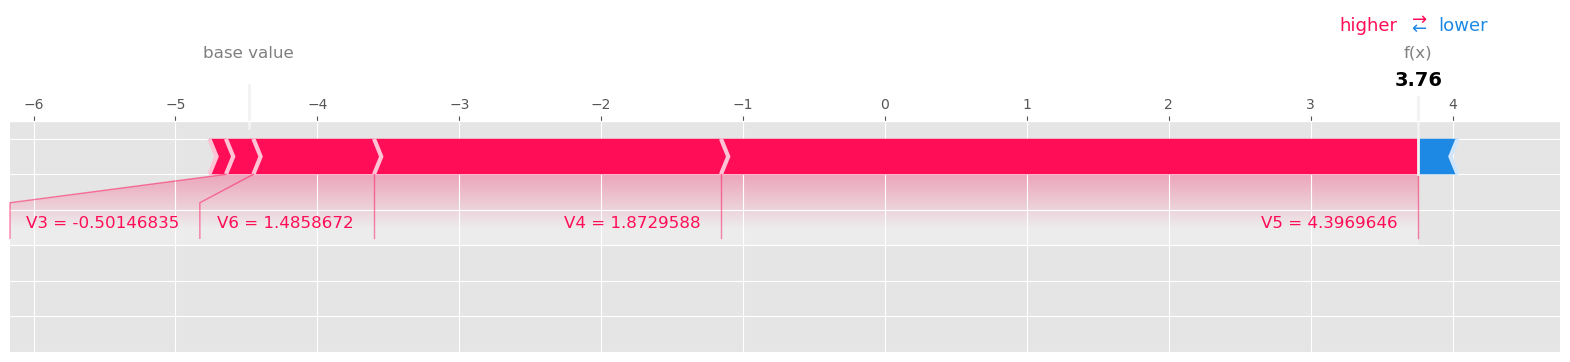 higher ⇄ lower
base value f(x)
3.76
−6 −5 −4 −3 −2 −1 0 1 2 3 4
V3 = -0.50146835 V6 = 1.4858672 V4 = 1.8729588 V5 = 4.3969646